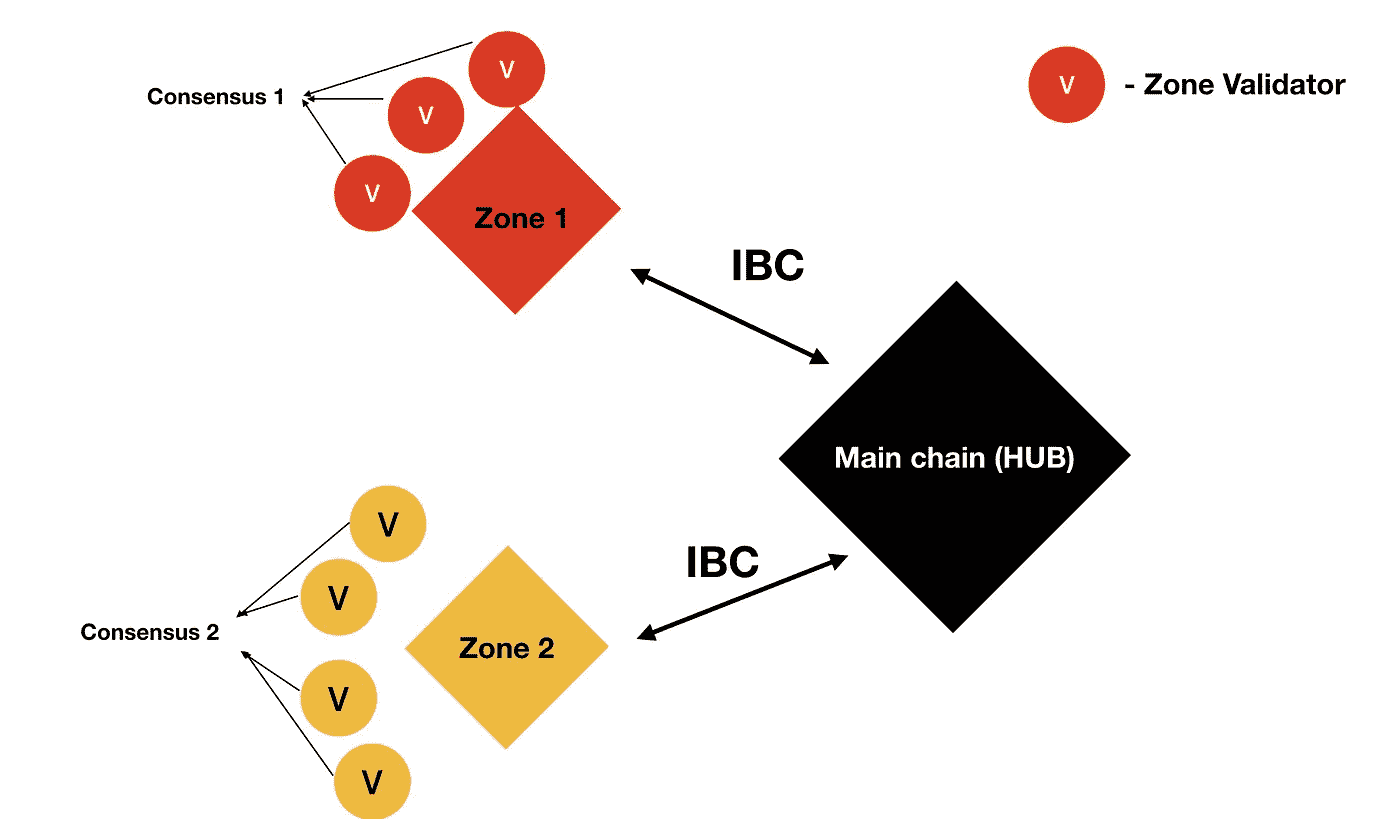 V
- Zone Validator
Consensus 1
V
V
V
Zone 1
IBC
Main chain (HUB)
IBC
V
V
Consensus 2
Zone 2
V
V